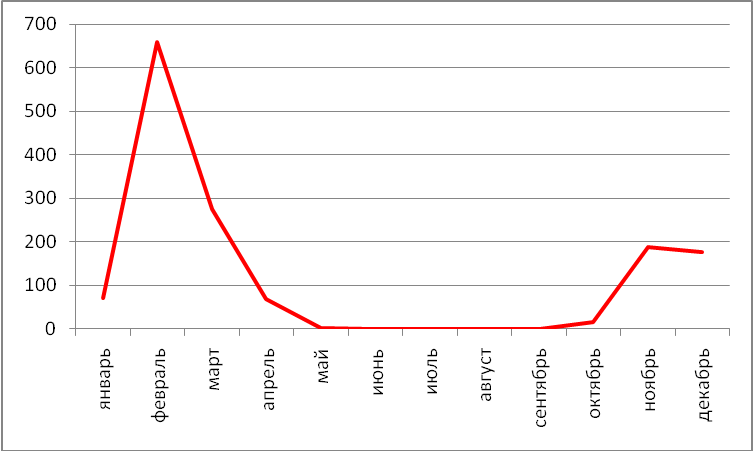 700
600
500
400
300
200
100
0
январь
февраль
март
апрель
май
июнь
июль
август
сентябрь
октябрь
ноябрь
декабрь